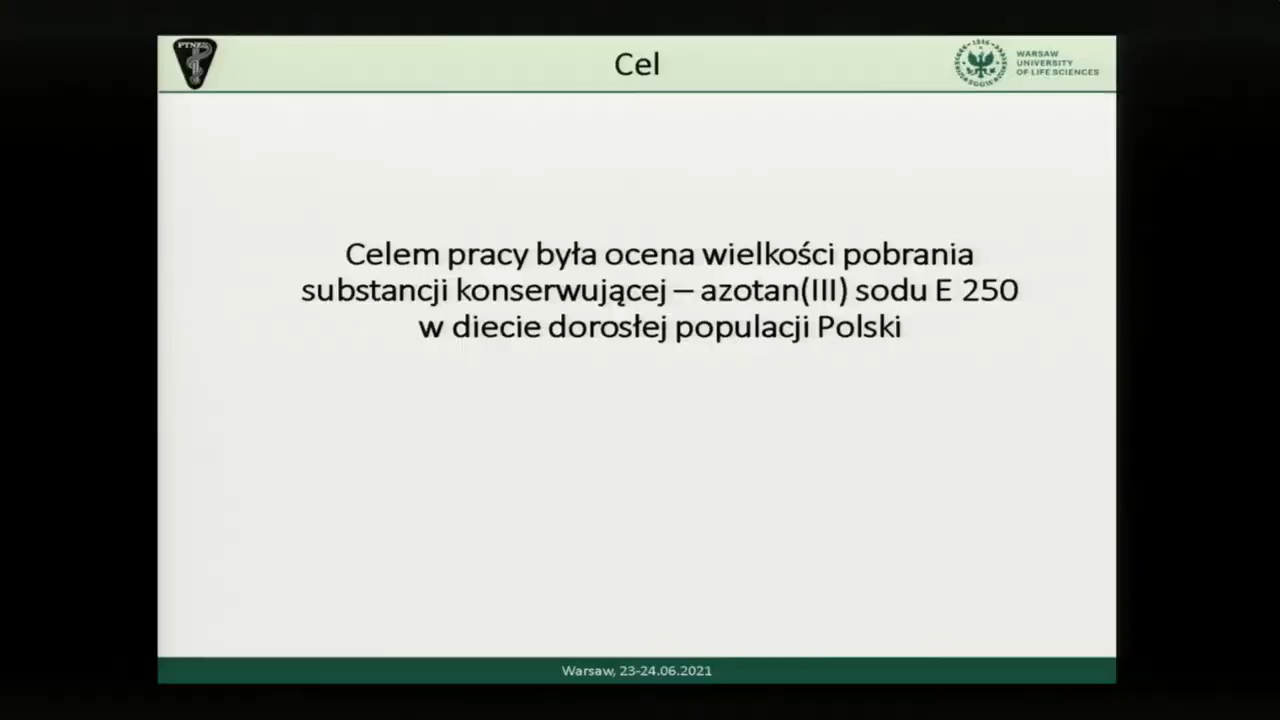 PTNŻ
Cel
WARSAW
UNIVERSITY
OF LIFE SCIENCES
Celem pracy była ocena wielkości pobrania
substancji konserwującej – azotan(III) sodu E 250
w diecie dorosłej populacji Polski
Warsaw, 23-24.06.2021